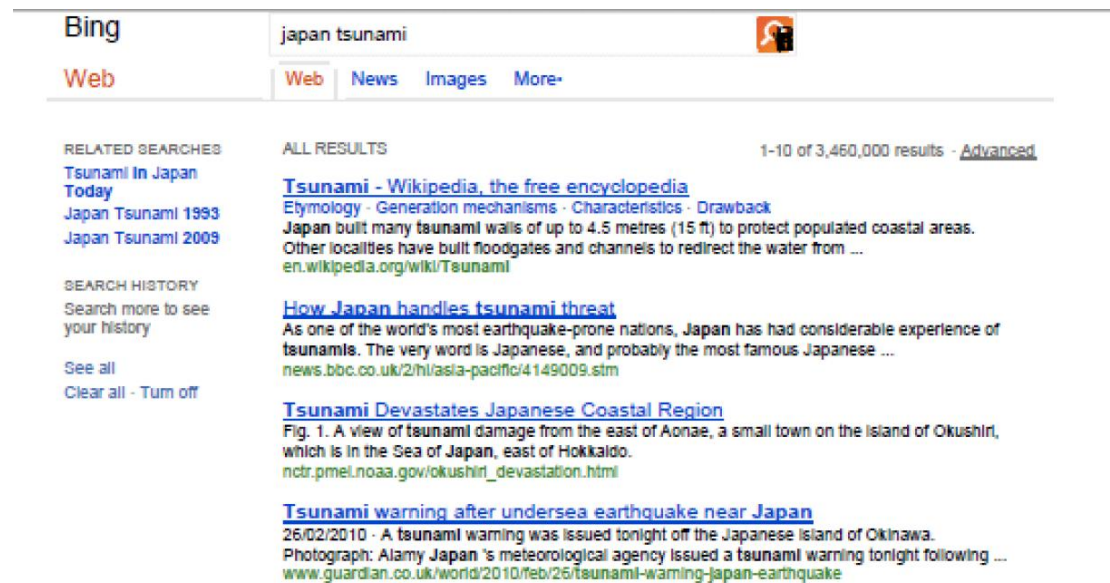 Bing
japan tsunami
Web
Web News Images More▾
RELATED SEARCHES
Tsunami in Japan
Today
Japan Tsunami 1993
Japan Tsunami 2009
SEARCH HISTORY
Search more to see
your history
See all
Clear all · Turn off
ALL RESULTS
1-10 of 3,460,000 results · Advanced
Tsunami - Wikipedia, the free encyclopedia
Etymology · Generation mechanisms · Characteristics · Drawback
Japan built many tsunami walls of up to 4.5 metres (15 ft) to protect populated coastal areas.
Other localities have built floodgates and channels to redirect the water from ...
en.wikipedia.org/wiki/Tsunami
How Japan handles tsunami threat
As one of the world's most earthquake-prone nations, Japan has had considerable experience of
tsunamis. The very word is Japanese, and probably the most famous Japanese ...
news.bbc.co.uk/2/hi/asia-pacific/4149009.stm
Tsunami Devastates Japanese Coastal Region
Fig. 1. A view of tsunami damage from the east of Aonae, a small town on the island of Okushiri,
which is in the Sea of Japan, east of Hokkaido.
nctr.pmel.noaa.gov/okushiri_devastation.html
Tsunami warning after undersea earthquake near Japan
26/02/2010 · A tsunami warning was issued tonight off the Japanese island of Okinawa.
Photograph: Alamy Japan 's meteorological agency issued a tsunami warning tonight following ...
www.guardian.co.uk/world/2010/feb/26/tsunami-warning-japan-earthquake